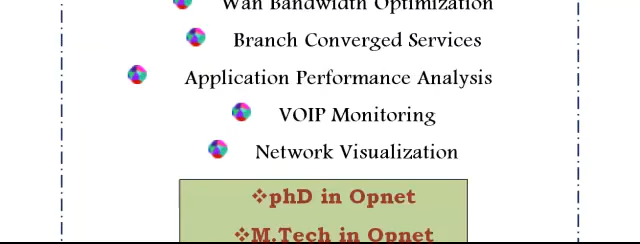 Wan Bandwidth Optimization
Branch Converged Services
Application Performance Analysis
VOIP Monitoring
Network Visualization
❖phD in Opnet
❖M.Tech in Opnet